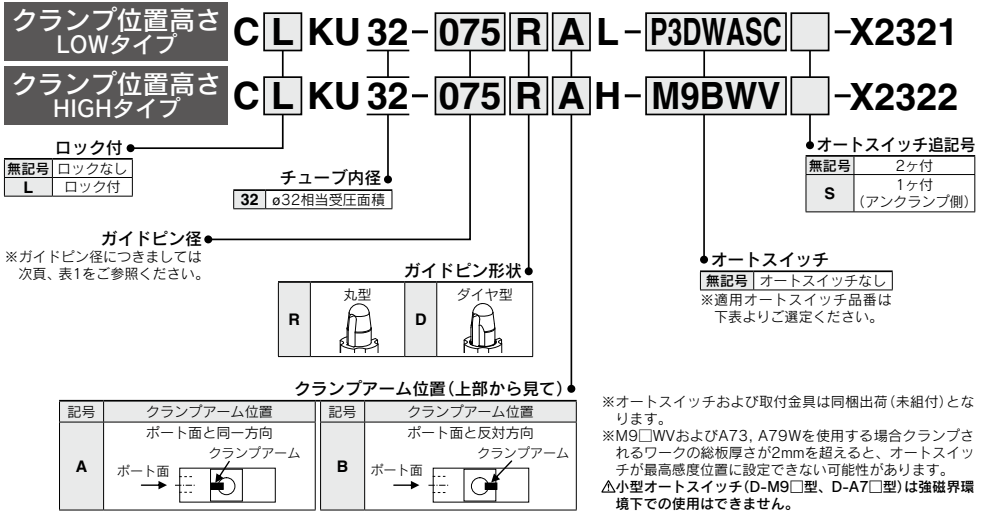 クランプ位置高さ
LOWタイプ
CLKU32-075RAL-P3DWASC□-X2321
クランプ位置高さ
HIGHタイプ
CLKU32-075RAH-M9BWV□-X2322
ロック付
無記号 ロックなし
L ロック付
チューブ内径
32 ø32相当受圧面積
オートスイッチ追記号
無記号 2ヶ付
S 1ヶ付
(アンクランプ側)
ガイドピン径
※ガイドピン径につきましては
次頁、表1をご参照ください。
ガイドピン形状
R 丸型 D ダイヤ型
オートスイッチ
無記号 オートスイッチなし
※適用オートスイッチ品番は
下表よりご選定ください。
クランプアーム位置(上部から見て)
記号 クランプアーム位置 記号 クランプアーム位置
A ポート面と同一方向
クランプアーム
ポート面
B ポート面と反対方向
クランプアーム
ポート面
※オートスイッチおよび取付金具は同梱出荷(未組付)とな
ります。
※M9□WVおよびA73, A79Wを使用する場合クランプさ
れるワークの総板厚さが2mmを超えると、オートスイッ
チが最高感度位置に設定できない可能性があります。
⚠小型オートスイッチ(D-M9□型、D-A7□型)は強磁界環
境下での使用はできません。